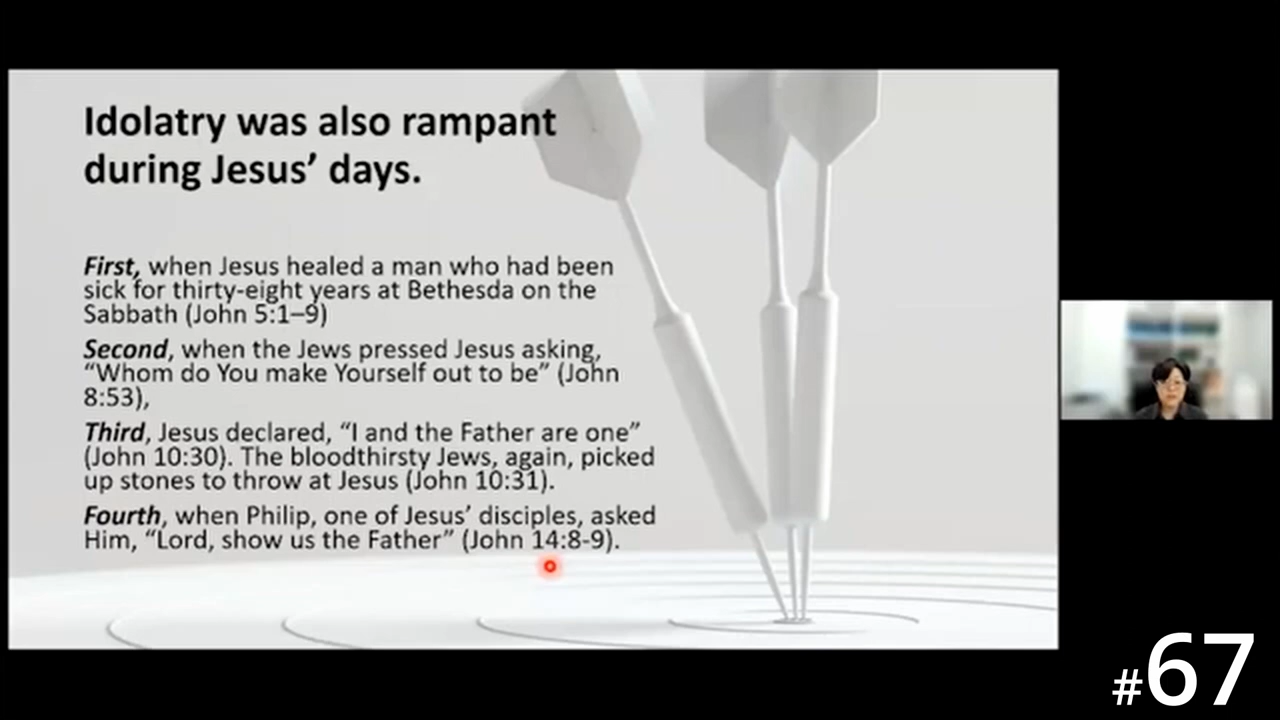 Idolatry was also rampant
during Jesus’ days.
First, when Jesus healed a man who had been
sick for thirty-eight years at Bethesda on the
Sabbath (John 5:1–9)
Second, when the Jews pressed Jesus asking,
“Whom do You make Yourself out to be” (John
8:53),
Third, Jesus declared, “I and the Father are one”
(John 10:30). The bloodthirsty Jews, again, picked
up stones to throw at Jesus (John 10:31).
Fourth, when Philip, one of Jesus’ disciples, asked
Him, “Lord, show us the Father” (John 14:8-9).
#67